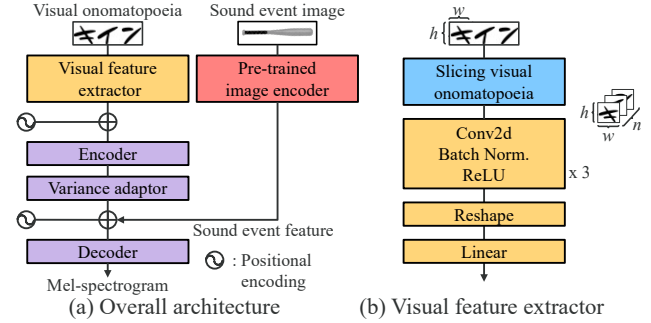 Visual onomatopoeia
キイン
Visual feature
extractor
Encoder
Variance adaptor
Decoder
Mel-spectrogram
Sound event image
Pre-trained
image encoder
Sound event feature
: Positional
encoding
(a) Overall architecture
w
h
キイン
Slicing visual
onomatopoeia
h
キ
w
n
Conv2d
Batch Norm.
ReLU
x 3
Reshape
Linear
(b) Visual feature extractor